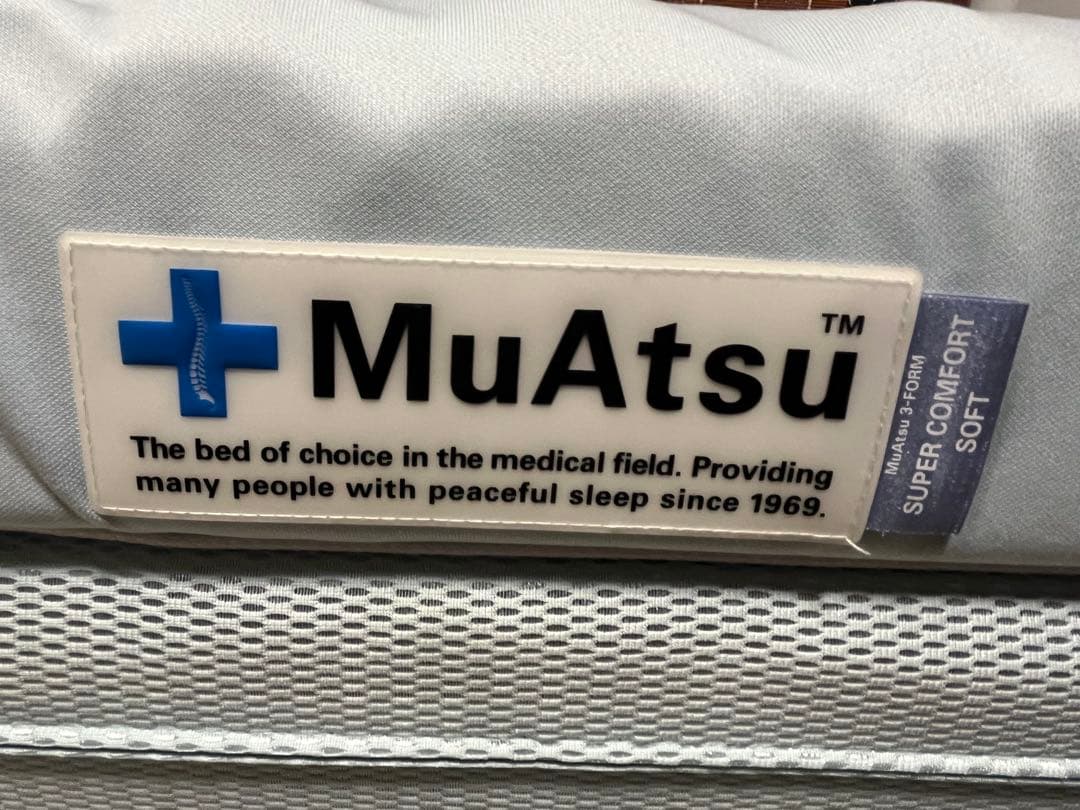 MuAtsu™
The bed of choice in the medical field. Providing
many people with peaceful sleep since 1969.
MuAtsu 3-FORM
SUPER COMFORT
SOFT